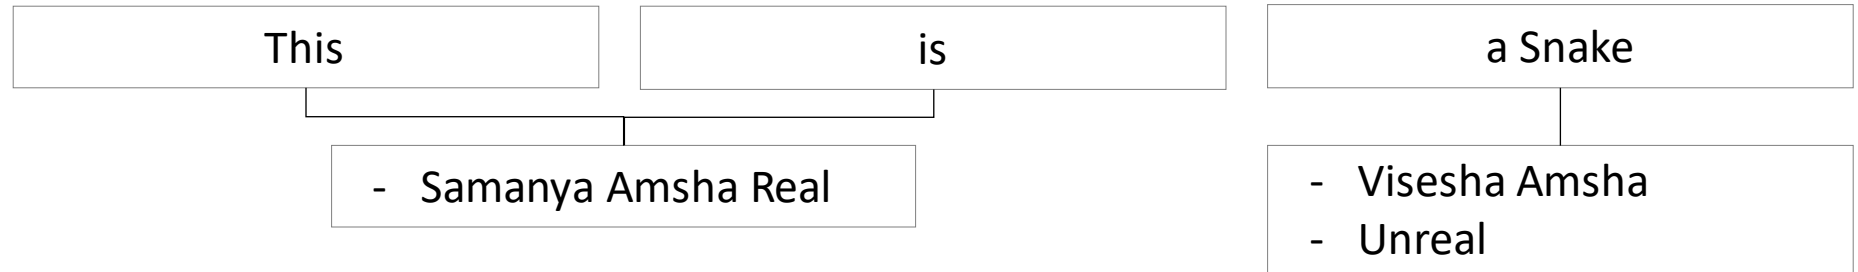 This
is
a Snake
- Samanya Amsha Real
- Visesha Amsha
- Unreal